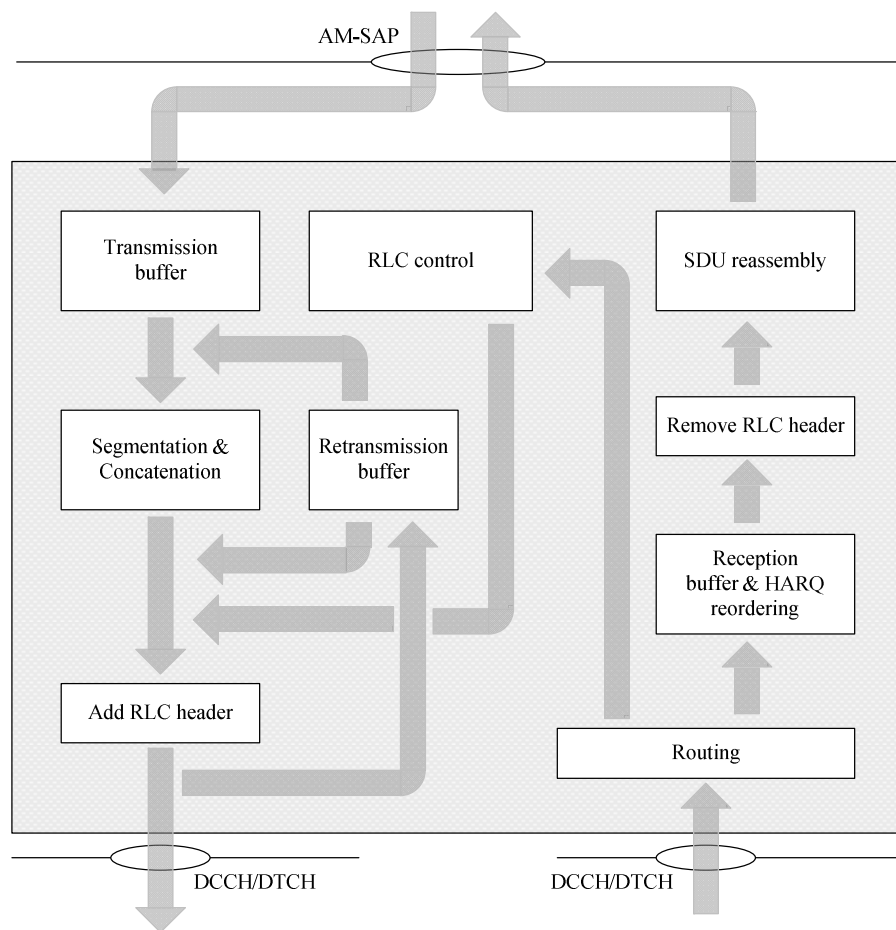 AM-SAP
Transmission
buffer
RLC control
SDU reassembly
Segmentation &
Concatenation
Retransmission
buffer
Remove RLC header
Reception
buffer & HARQ
reordering
Add RLC header
Routing
DCCH/DTCH
DCCH/DTCH